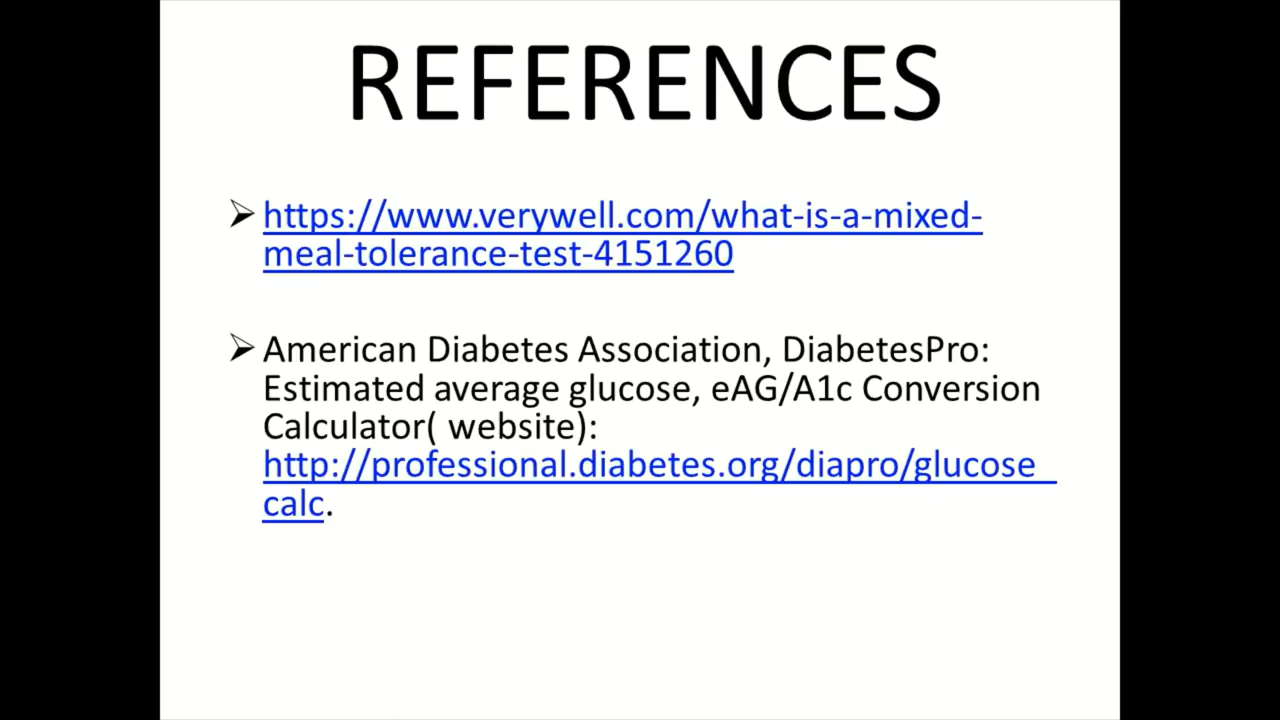 REFERENCES
https://www.verywell.com/what-is-a-mixed-
meal-tolerance-test-4151260
American Diabetes Association, DiabetesPro:
Estimated average glucose, eAG/A1c Conversion
Calculator( website):
http://professional.diabetes.org/diapro/glucose_
calc.